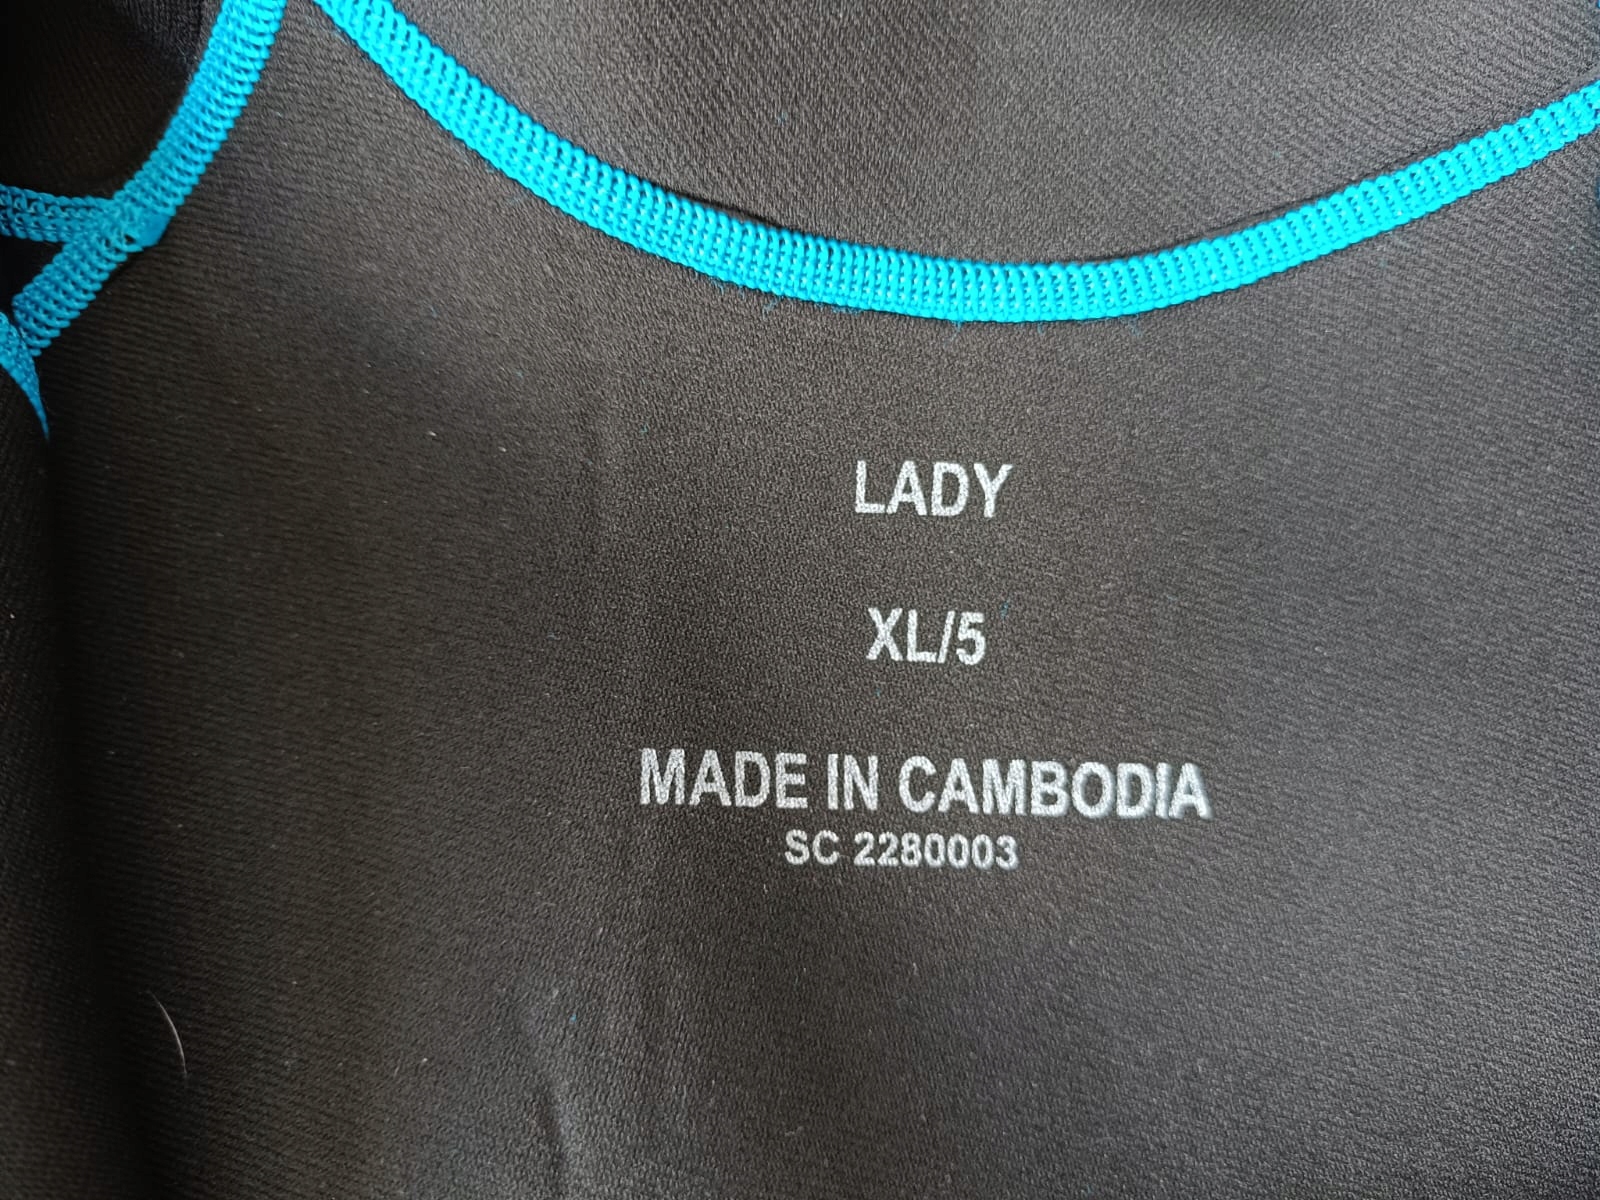 LADY
XL/5
MADE IN CAMBODIA
SC 2280003